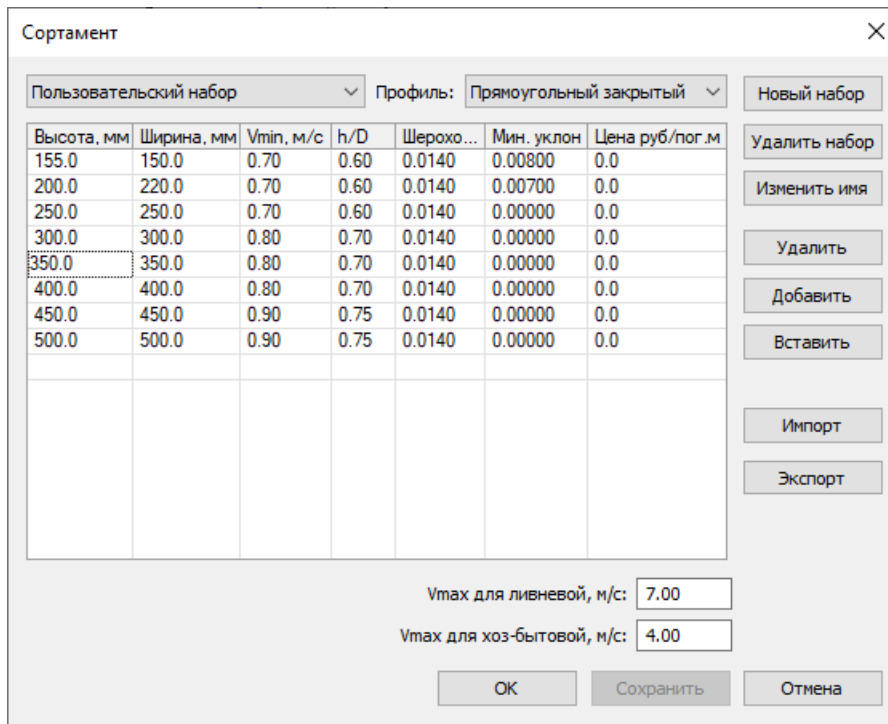 Сортамент
Пользовательский набор Профиль: Прямоугольный закрытый Новый набор
Высота, мм Ширина, мм Vmin, м/с h/D Шерохо... Мин. уклон Цена руб/пог.м Удалить набор
155.0 150.0 0.70 0.60 0.0140 0.00800 0.0
200.0 220.0 0.70 0.60 0.0140 0.00700 0.0 Изменить имя
250.0 250.0 0.70 0.60 0.0140 0.00000 0.0
300.0 300.0 0.80 0.70 0.0140 0.00000 0.0 Удалить
350.0 350.0 0.80 0.70 0.0140 0.00000 0.0
400.0 400.0 0.80 0.70 0.0140 0.00000 0.0 Добавить
450.0 450.0 0.90 0.75 0.0140 0.00000 0.0
500.0 500.0 0.90 0.75 0.0140 0.00000 0.0 Вставить
Импорт
Экспорт
Vmax для ливневой, м/с: 7.00
Vmax для хоз-бытовой, м/с: 4.00
OK Сохранить Отмена